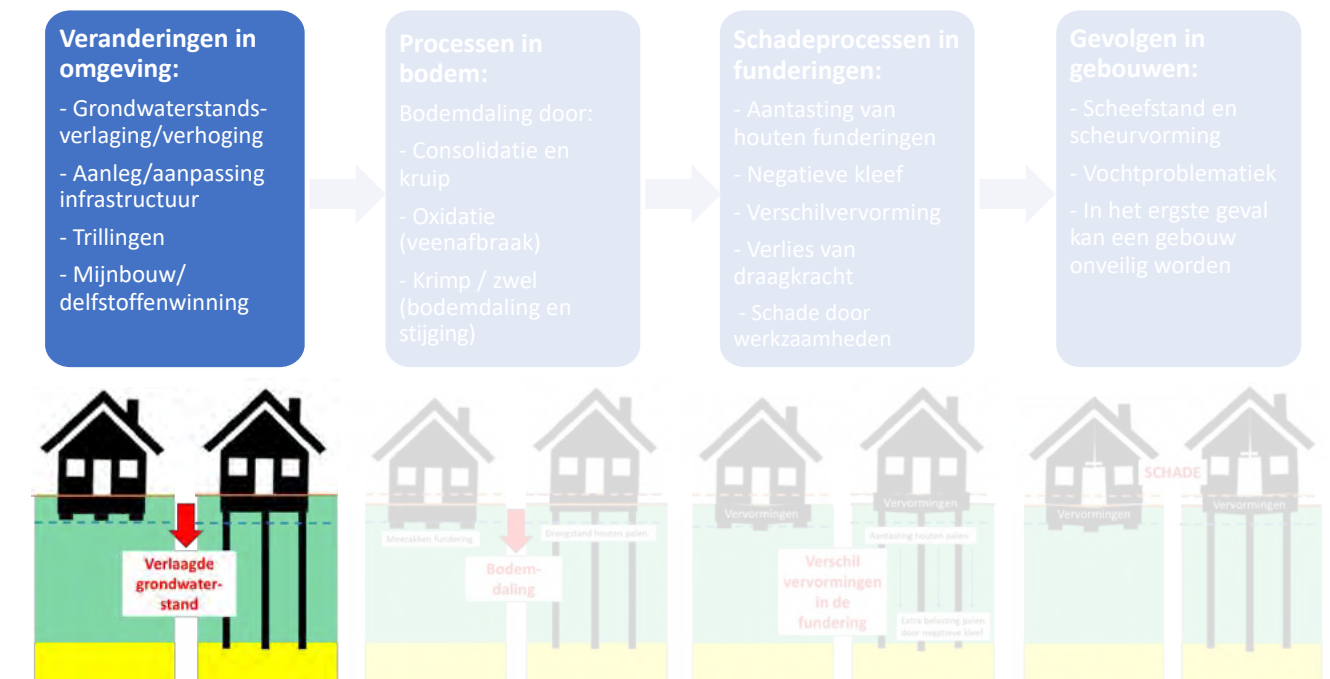 Veranderingen in
omgeving:
- Grondwaterstands-
verlaging/verhoging
- Aanleg/aanpassing
infrastructuur
- Trillingen
- Mijnbouw/
delfstoffenwinning
Processen in
bodem:
Bodemdaling door:
- Consolidatie en
kruip
- Oxidatie
(veenafbraak)
- Krimp / zwel
(bodemdaling en
stijging)
Schadeprocessen in
funderingen:
- Aantasting van
houten funderingen
- Negatieve kleef
- Verschilvervorming
- Verlies van
draagkracht
- Schade door
werkzaamheden
Gevolgen in
gebouwen:
- Scheefstand en
scheurvorming
- Vochtproblematiek
- In het ergste geval
kan een gebouw
onveilig worden
Verlaagde
grondwater-
stand
Meezakken fundering
Droogstand houten palen
Bodem-
daling
Vervormingen
Vervormingen
Aantasting houten palen
Verschil
vervormingen
in de
fundering
Extra belasting palen
door negatieve kleef
SCHADE
Vervormingen
Vervormingen